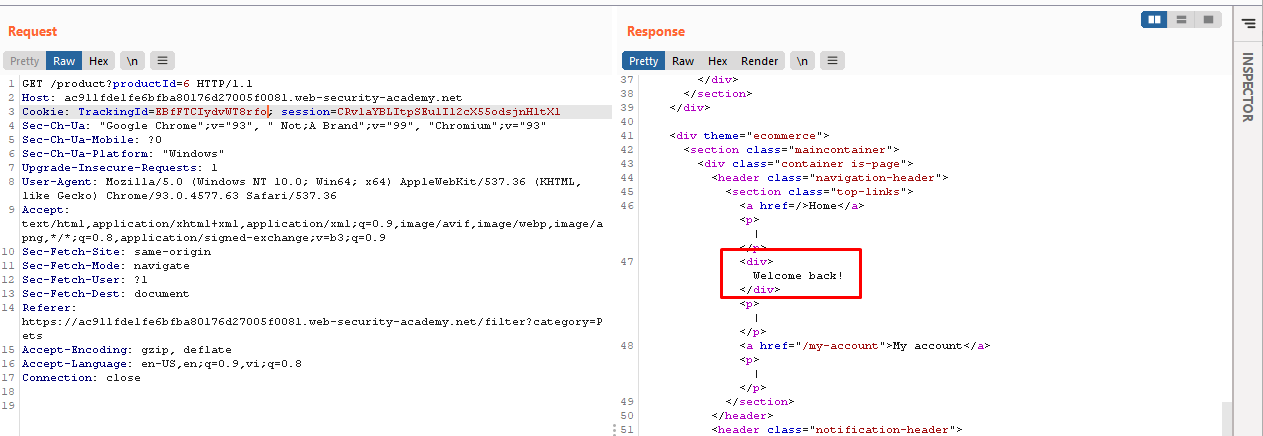 Request
Response
Pretty Raw Hex \n
1 GET /product?productId=6 HTTP/1.1
2 Host: ac911fde1fe6bfba80176d27005f0081.web-security-academy.net
3 Cookie: TrackingId=EBfFTCIydvWT8rfo; session=CRvlaYBLItpSEulIl2cX55odsjnHltXl
4 Sec-Ch-Ua: "Google Chrome";v="93", " Not;A Brand";v="99", "Chromium";v="93"
5 Sec-Ch-Ua-Mobile: ?0
6 Sec-Ch-Ua-Platform: "Windows"
7 Upgrade-Insecure-Requests: 1
8 User-Agent: Mozilla/5.0 (Windows NT 10.0; Win64; x64) AppleWebKit/537.36 (KHTML,
like Gecko) Chrome/93.0.4577.63 Safari/537.36
9 Accept:
text/html,application/xhtml+xml,application/xml;q=0.9,image/avif,image/webp,image/a
png,*/*;q=0.8,application/signed-exchange;v=b3;q=0.9
10 Sec-Fetch-Site: same-origin
11 Sec-Fetch-Mode: navigate
12 Sec-Fetch-User: ?1
13 Sec-Fetch-Dest: document
14 Referer:
https://ac911fde1fe6bfba80176d27005f0081.web-security-academy.net/filter?category=P
ets
15 Accept-Encoding: gzip, deflate
16 Accept-Language: en-US,en;q=0.9,vi;q=0.8
17 Connection: close
18
19
Pretty Raw Hex Render \n
37 </div>
38 </section>
39 </div>
40
41 <div theme="ecommerce">
42 <section class="maincontainer">
43 <div class="container is-page">
44 <header class="navigation-header">
45 <section class="top-links">
46 <a href=/>Home</a>
<p>
|
</p>
47 <div>
Welcome back!
</div>
<p>
|
</p>
48 <a href="/my-account">My account</a>
<p>
|
</p>
49 </section>
50 </header>
51 <header class="notification-header">
INSPECTOR